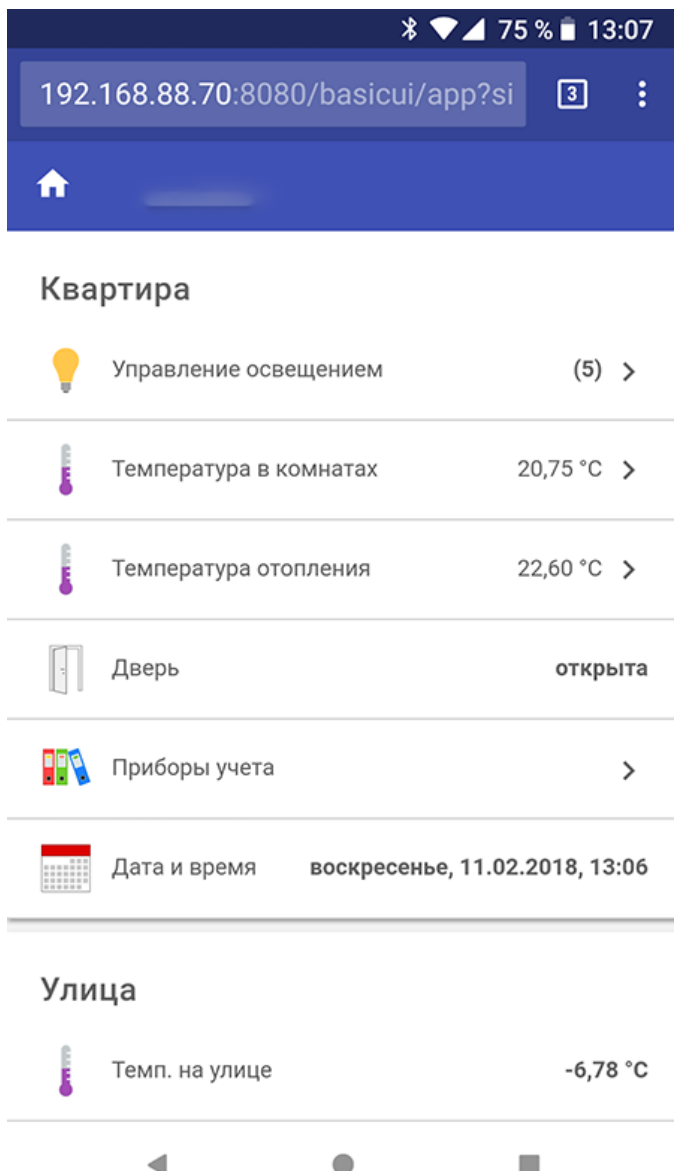 75 % 13:07
192.168.88.70:8080/basicui/app?si 3
Квартира
Управление освещением (5)
Температура в комнатах 20,75 °C
Температура отопления 22,60 °C
Дверь открыта
Приборы учета
Дата и время воскресенье, 11.02.2018, 13:06
Улица
Темп. на улице -6,78 °C